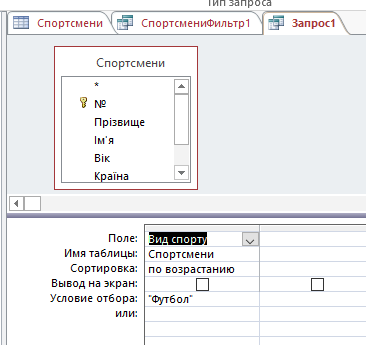 Тип запроса
Спортсмени СпортсмениФильтр1 Запрос1
Спортсмени
*
№
Прізвище
Ім'я
Вік
Країна
Поле: Вид спорту
Имя таблицы: Спортсмени
Сортировка: по возрастанию
Вывод на экран:
Условие отбора: "Футбол"
или: